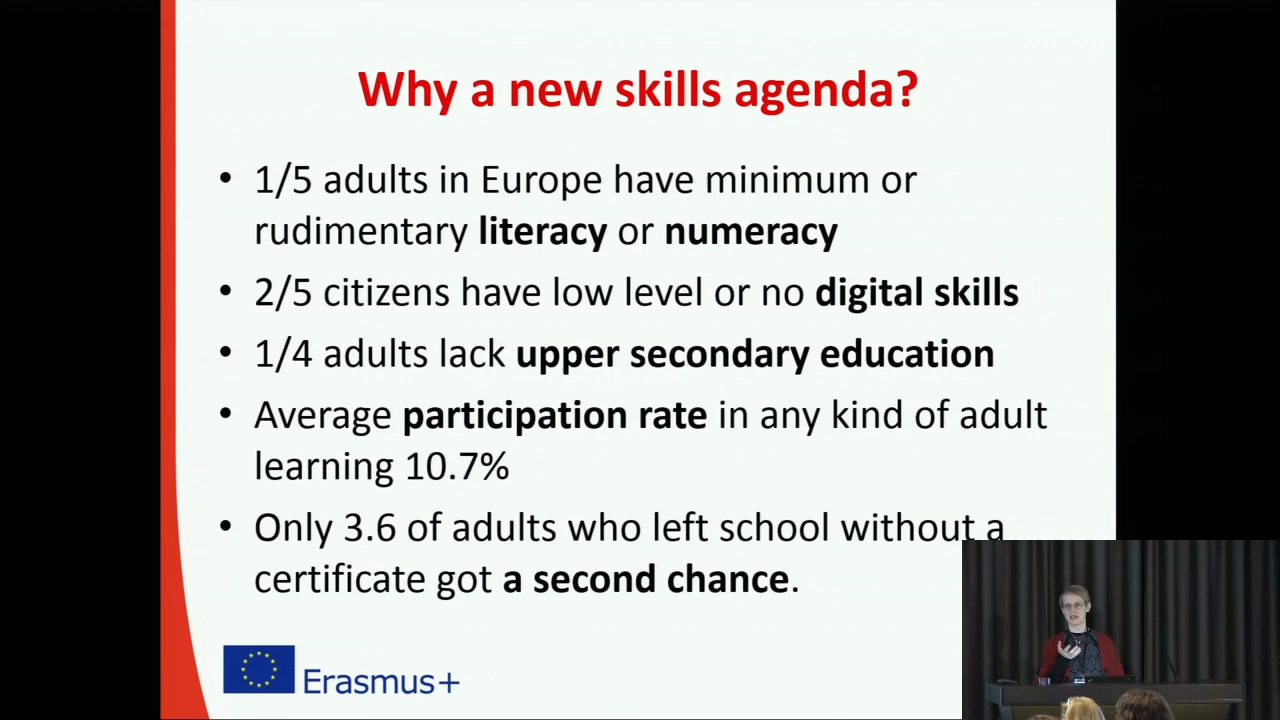 Why a new skills agenda?
• 1/5 adults in Europe have minimum or
rudimentary literacy or numeracy
• 2/5 citizens have low level or no digital skills
• 1/4 adults lack upper secondary education
• Average participation rate in any kind of adult
learning 10.7%
• Only 3.6 of adults who left school without a
certificate got a second chance.
Erasmus+